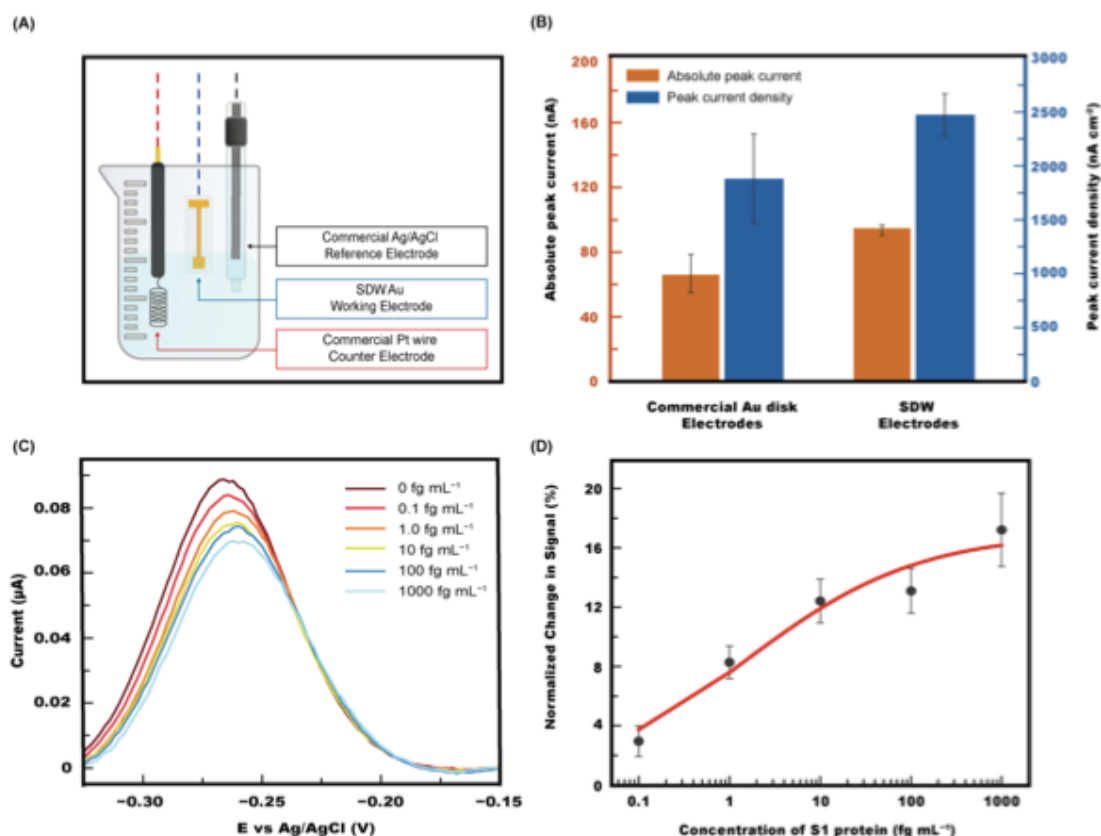 (A)
Commercial Ag/AgCl
Reference Electrode
SDW Au
Working Electrode
Commercial Pt wire
Counter Electrode
(B)
Absolute peak current (nA)
200
160
120
80
40
0
Absolute peak current
Peak current density
3000
2500
2000
1500
1000
500
0
Peak current density (nA cm⁻²)
Commercial Au disk
Electrodes
SDW
Electrodes
(C)
Current (µA)
0.08
0.06
0.04
0.02
0
0 fg mL⁻¹
0.1 fg mL⁻¹
1.0 fg mL⁻¹
10 fg mL⁻¹
100 fg mL⁻¹
1000 fg mL⁻¹
−0.30
−0.25
−0.20
−0.15
E vs Ag/AgCl (V)
(D)
Normalized Change in Signal (%)
20
16
12
8
4
0
0.1
1
10
100
1000
Concentration of S1 protein (fg mL⁻¹)